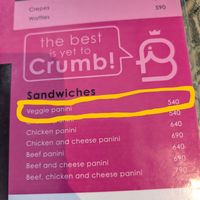 Crepes
Waffles 590
the best
is yet to
Crumb!
Sandwiches
Veggie panini 540
panini 540
Chicken panini 640
Chicken and cheese panini 690
Beef panini 640
Beef and cheese panini 690
Beef, chicken and cheese panini 790